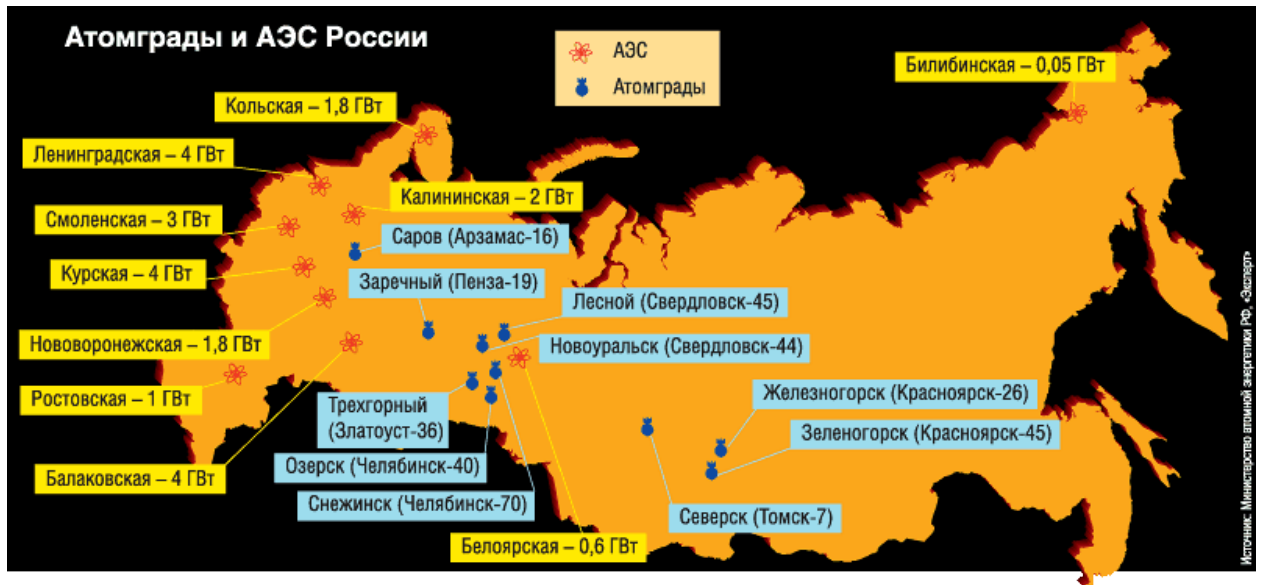 Атомграды и АЭС России
АЭС
Атомграды
Билибинская – 0,05 ГВт
Кольская – 1,8 ГВт
Ленинградская – 4 ГВт
Калининская – 2 ГВт
Смоленская – 3 ГВт
Саров (Арзамас-16)
Курская – 4 ГВт
Заречный (Пенза-19)
Лесной (Свердловск-45)
Нововоронежская – 1,8 ГВт
Новоуральск (Свердловск-44)
Ростовская – 1 ГВт
Трехгорный
(Златоуст-36)
Железногорск (Красноярск-26)
Зеленогорск (Красноярск-45)
Балаковская – 4 ГВт
Озерск (Челябинск-40)
Снежинск (Челябинск-70)
Северск (Томск-7)
Белоярская – 0,6 ГВт
Источник: Министерство атомной энергетики РФ, «Эксперт»